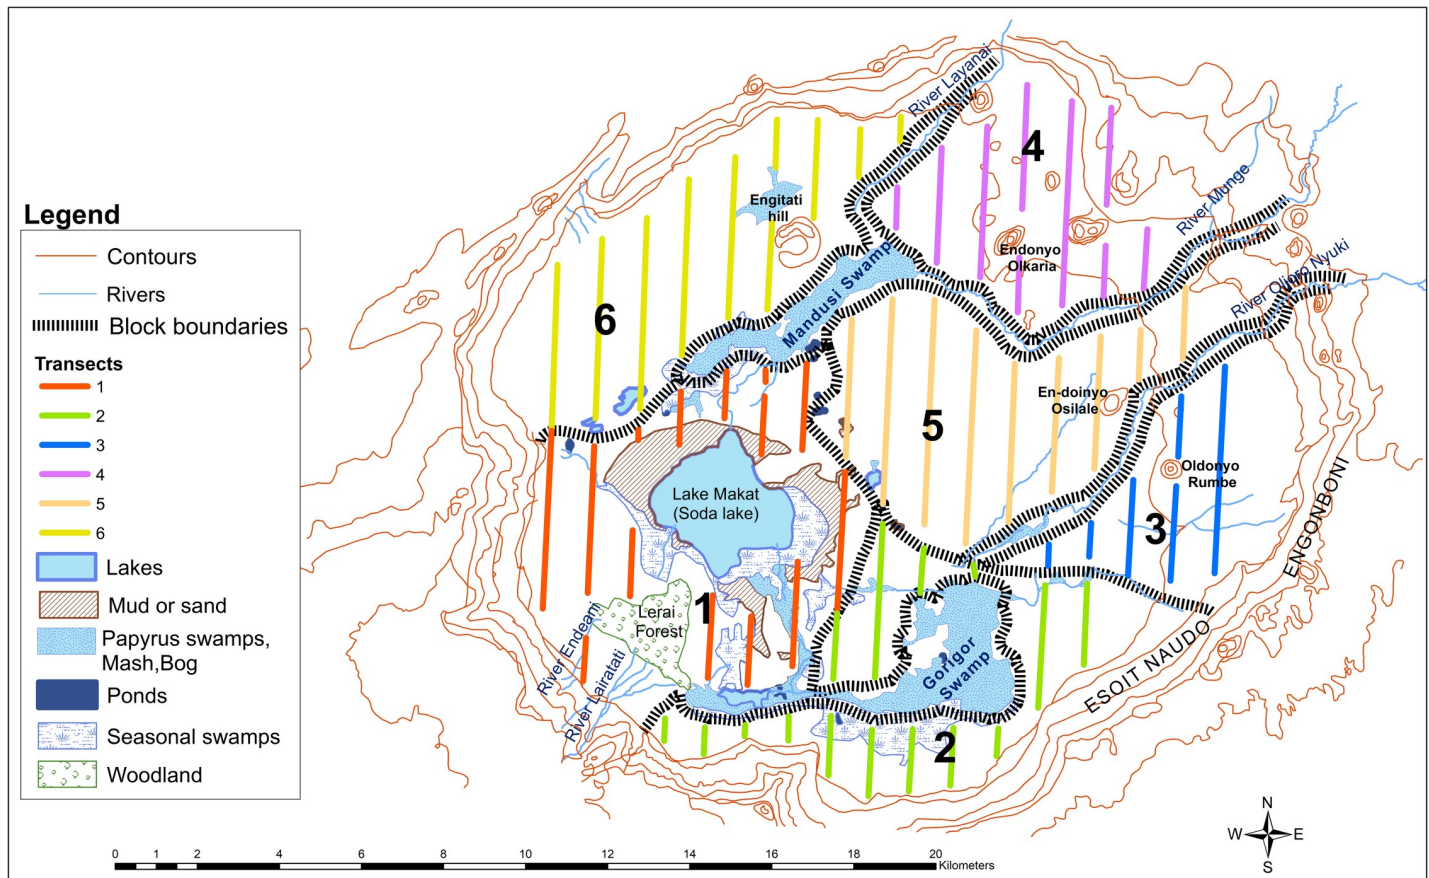 Legend
Contours
Rivers
Block boundaries
Transects
1
2
3
4
5
6
Lakes
Mud or sand
Papyrus swamps,
Mash,Bog
Ponds
Seasonal swamps
Woodland
River Layanai
4
River Munge
Engitati
hill
Endonyo
Olkaria
River Oljoro Nyuki
Mandusi Swamp
6
En-doinyo
Osilale
5
Oldonyo
Rumbe
Lake Makat
(Soda lake)
3
ENGONBONI
1
Lerai
Forest
River Endeani
River Lairatati
Gorigor
Swamp
ESOIT NAUDO
2
N
W E
S
0 1 2 4 6 8 10 12 14 16 18 20
Kilometers